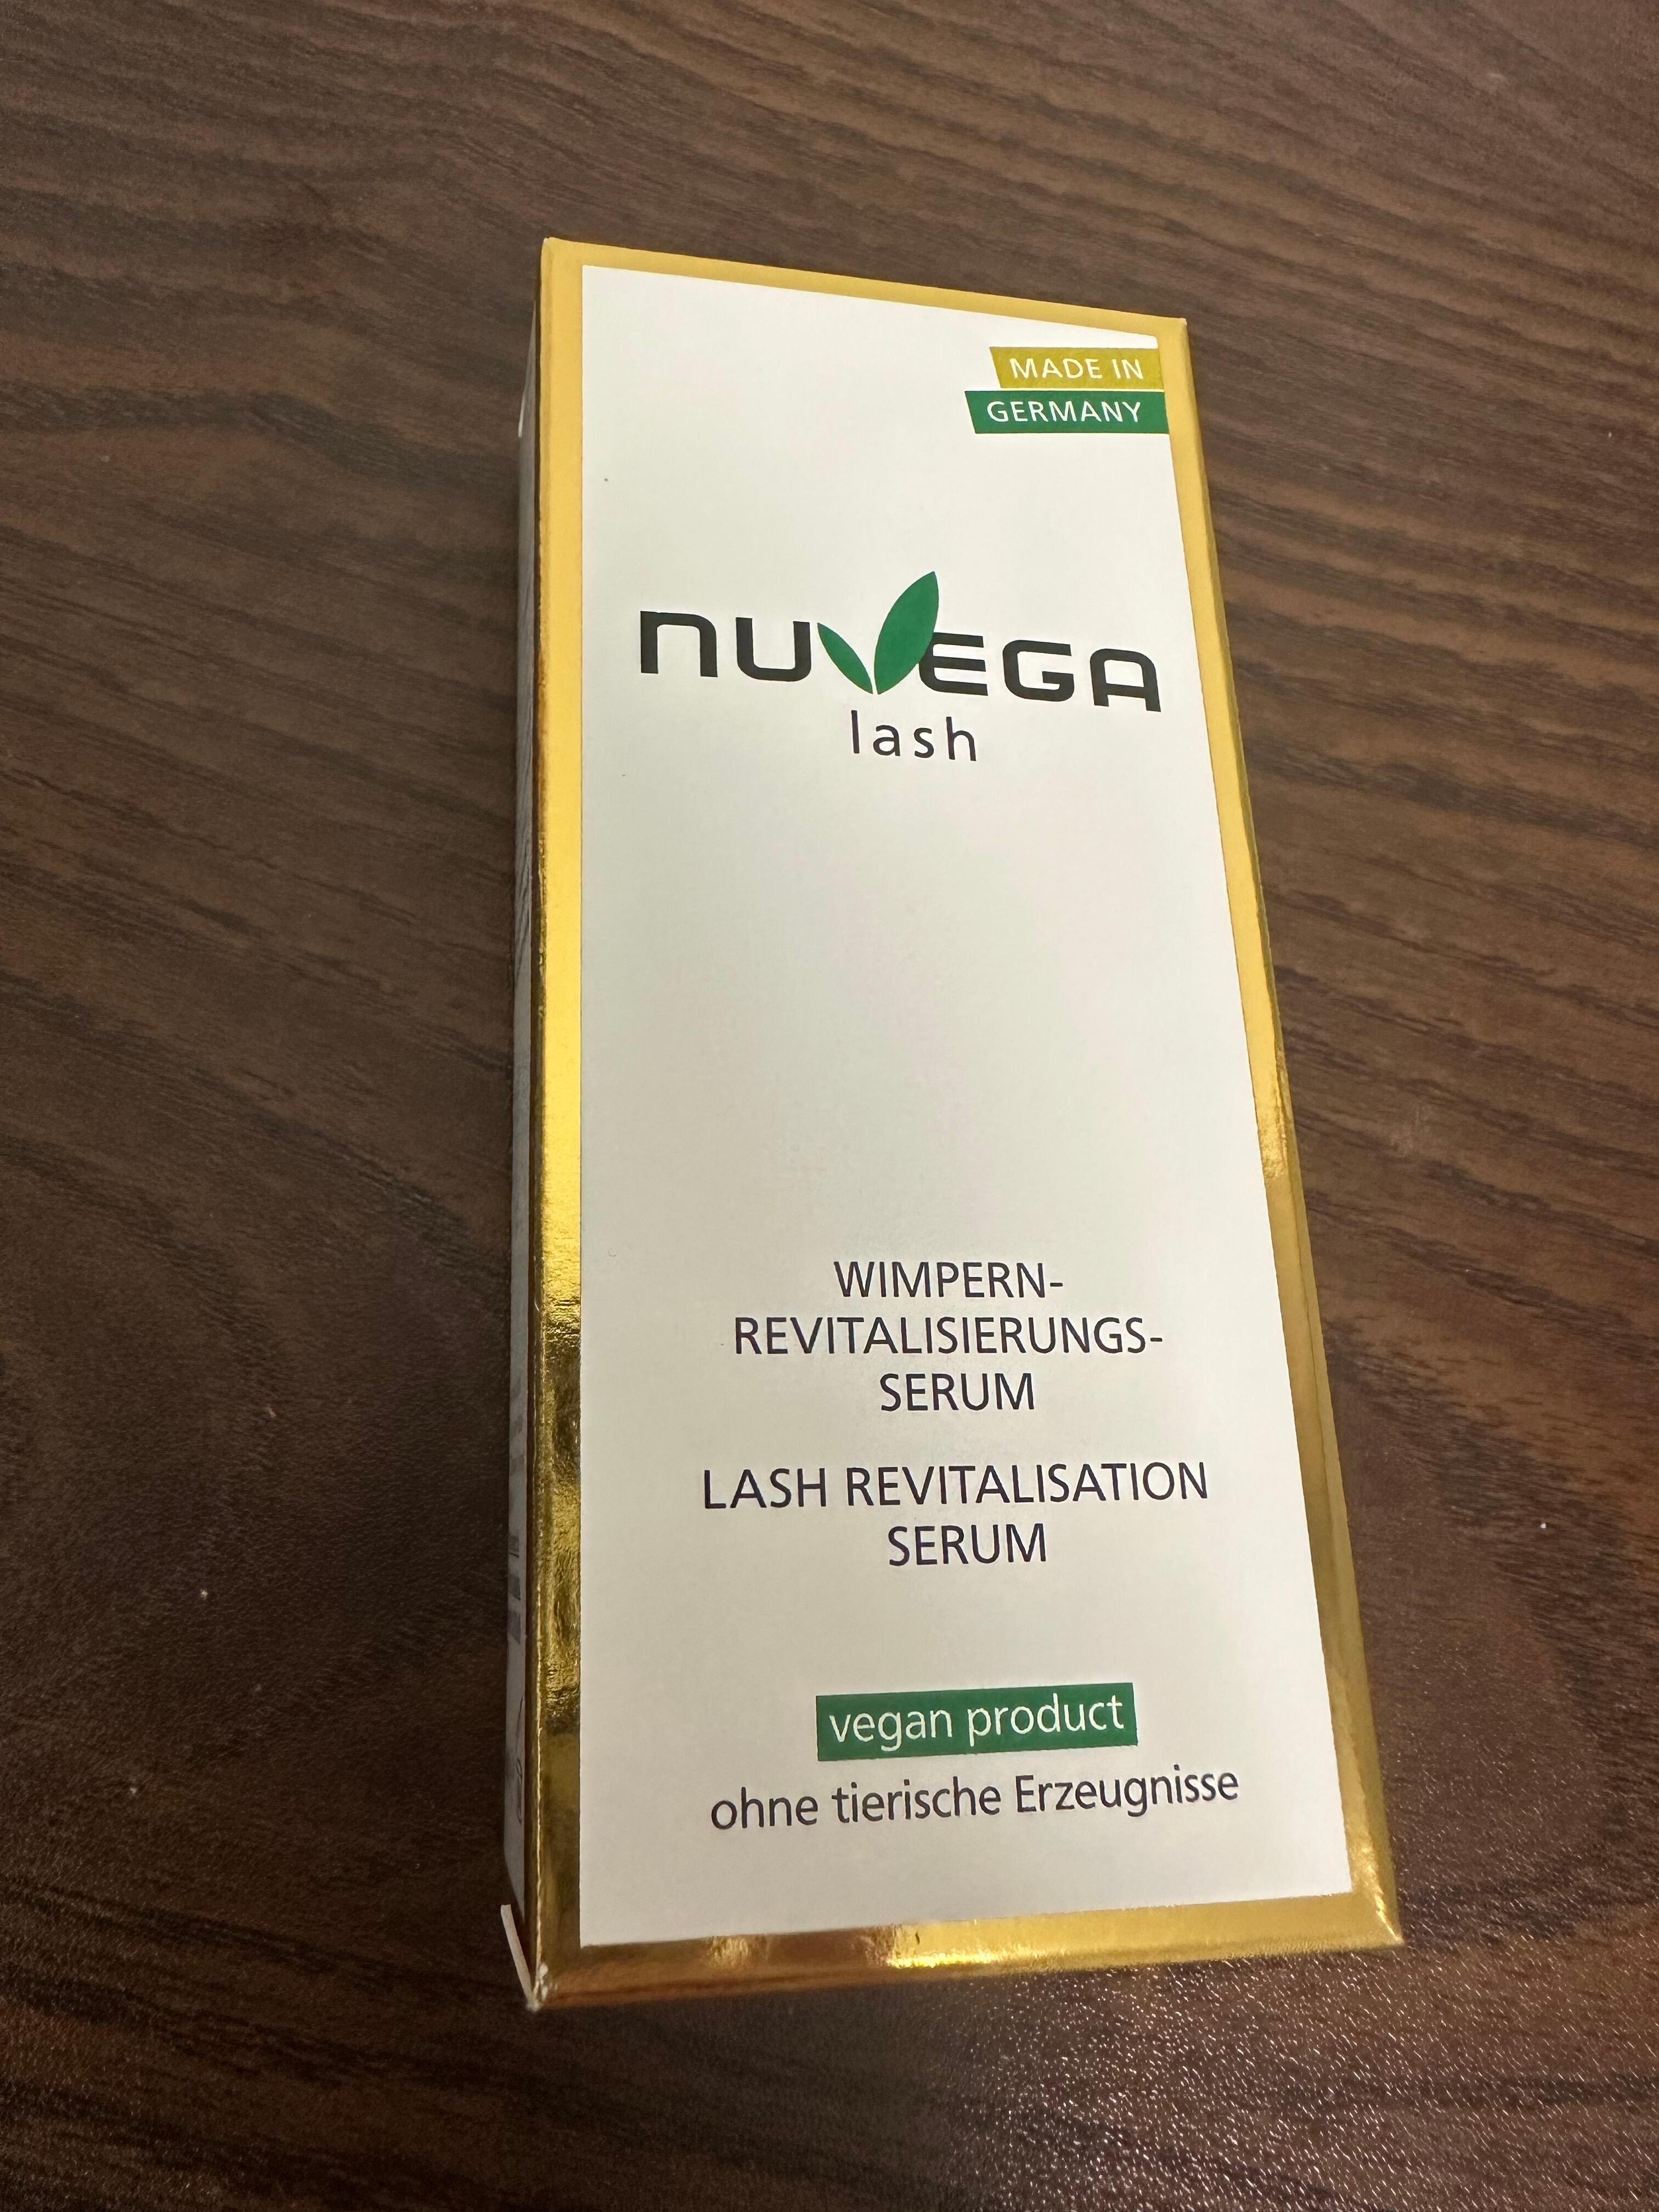 MADE IN
GERMANY
NUVEGA
lash
WIMPERN-
REVITALISIERUNGS-
SERUM
LASH REVITALISATION
SERUM
vegan product
ohne tierische Erzeugnisse